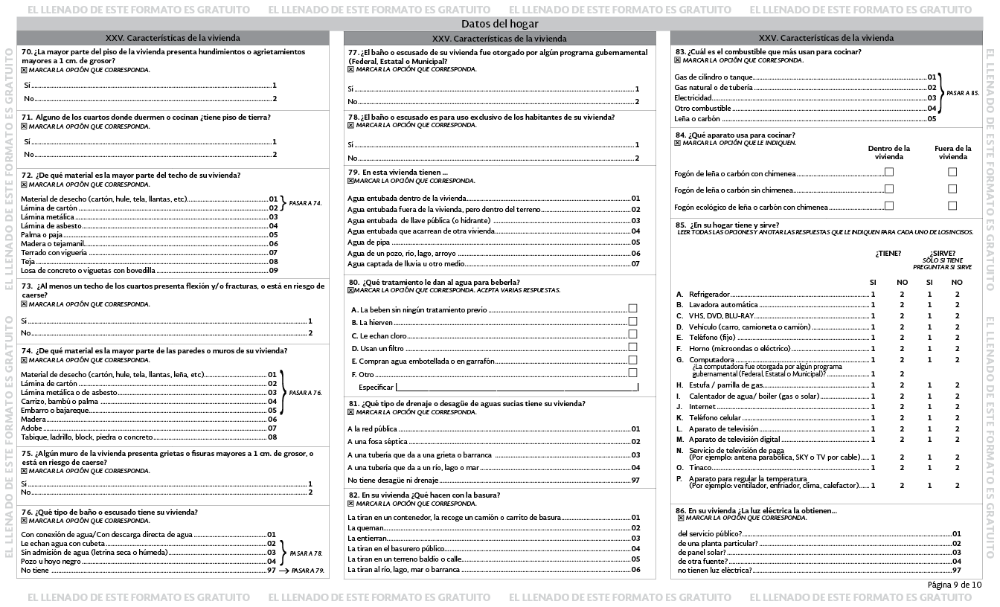 EL LLENADO DE ESTE FORMATO ES GRATUITO EL LLENADO DE ESTE FORMATO ES GRATUITO EL LLENADO DE ESTE FORMATO ES GRATUITO EL LLENADO DE ESTE FORMATO ES GRATUITO
Datos del hogar
XXV. Características de la vivienda
70. ¿La mayor parte del piso de la vivienda presenta hundimientos o agrietamientos
mayores a 1 cm. de grosor?
☒ MARCAR LA OPCIÓN QUE CORRESPONDA.
Sí 1
No 2
71. Alguno de los cuartos donde duermen o cocinan ¿tiene piso de tierra?
☒ MARCAR LA OPCIÓN QUE CORRESPONDA.
Sí 1
No 2
72. ¿De qué material es la mayor parte del techo de su vivienda?
☒ MARCAR LA OPCIÓN QUE CORRESPONDA.
Material de desecho (cartón, hule, tela, llantas, etc) 01
PASAR A 74.
Lámina de cartón 02
Lámina metálica 03
Lámina de asbesto 04
Palma o paja 05
Madera o tejamanil 06
Terrado con viguería 07
Teja 08
Losa de concreto o viguetas con bovedilla 09
73. ¿Al menos un techo de los cuartos presenta flexión y/o fracturas, o está en riesgo de
caerse?
☒ MARCAR LA OPCIÓN QUE CORRESPONDA.
Sí 1
No 2
74. ¿De qué material es la mayor parte de las paredes o muros de su vivienda?
☒ MARCAR LA OPCIÓN QUE CORRESPONDA.
Material de desecho (cartón, hule, tela, llantas, leña, etc) 01
Lámina de cartón 02
Lámina metálica o de asbesto 03 PASAR A 76.
Carrizo, bambú o palma 04
Embarro o bajareque 05
Madera 06
Adobe 07
Tabique, ladrillo, block, piedra o concreto 08
75. ¿Algún muro de la vivienda presenta grietas o fisuras mayores a 1 cm. de grosor, o
está en riesgo de caerse?
☒ MARCAR LA OPCIÓN QUE CORRESPONDA.
Sí 1
No 2
76. ¿Qué tipo de baño o escusado tiene su vivienda?
☒ MARCAR LA OPCIÓN QUE CORRESPONDA.
Con conexión de agua/Con descarga directa de agua 01
Le echan agua con cubeta 02
Sin admisión de agua (letrina seca o húmeda) 03 PASAR A 78.
Pozo u hoyo negro 04
No tiene 97 → PASAR A 79.
XXV. Características de la vivienda
77. ¿El baño o escusado de su vivienda fue otorgado por algún programa gubernamental
(Federal, Estatal o Municipal?
☒ MARCAR LA OPCIÓN QUE CORRESPONDA.
Sí 1
No 2
78. ¿El baño o escusado es para uso exclusivo de los habitantes de su vivienda?
☒ MARCAR LA OPCIÓN QUE CORRESPONDA.
Sí 1
No 2
79. En esta vivienda tienen ...
☒MARCAR LA OPCIÓN QUE CORRESPONDA.
Agua entubada dentro de la vivienda 01
Agua entubada fuera de la vivienda, pero dentro del terreno 02
Agua entubada de llave pública (o hidrante) 03
Agua entubada que acarrean de otra vivienda 04
Agua de pipa 05
Agua de un pozo, río, lago, arroyo 06
Agua captada de lluvia u otro medio 07
80. ¿Qué tratamiento le dan al agua para beberla?
☒MARCAR LA OPCIÓN QUE CORRESPONDA. ACEPTA VARIAS RESPUESTAS.
A. La beben sin ningún tratamiento previo
B. La hierven
C. Le echan cloro
D. Usan un filtro
E. Compran agua embotellada o en garrafón
F. Otro
Especificar
81. ¿Qué tipo de drenaje o desagüe de aguas sucias tiene su vivienda?
☒ MARCAR LA OPCIÓN QUE CORRESPONDA.
A la red pública 01
A una fosa séptica 02
A una tubería que da a una grieta o barranca 03
A una tubería que da a un río, lago o mar 04
No tiene desagüe ni drenaje 97
82. En su vivienda ¿Qué hacen con la basura?
☒ MARCAR LA OPCIÓN QUE CORRESPONDA.
La tiran en un contenedor, la recoge un camión o carrito de basura 01
La queman 02
La entierran 03
La tiran en el basurero público 04
La tiran en un terreno baldío o calle 05
La tiran al río, lago, mar o barranca 06
XXV. Características de la vivienda
83. ¿Cuál es el combustible que más usan para cocinar?
☒ MARCAR LA OPCIÓN QUE CORRESPONDA.
Gas de cilindro o tanque 01
Gas natural o de tubería 02
PASAR A 85.
Electricidad 03
Otro combustible 04
Leña o carbón 05
84. ¿Qué aparato usa para cocinar?
☒ MARCAR LA OPCIÓN QUE LE INDIQUEN.
Dentro de la vivienda Fuera de la vivienda
Fogón de leña o carbón con chimenea
Fogón de leña o carbón sin chimenea
Fogón ecológico de leña o carbón con chimenea
85. ¿En su hogar tiene y sirve?
LEER TODAS LAS OPCIONES Y ANOTAR LAS RESPUESTAS QUE LE INDIQUEN PARA CADA UNO DE LOS INCISOS.
¿TIENE? ¿SIRVE?
SÓLO SI TIENE
PREGUNTAR SI SIRVE
SI NO SI NO
A. Refrigerador 1 2 1 2
B. Lavadora automática 1 2 1 2
C. VHS, DVD, BLU-RAY 1 2 1 2
D. Vehículo (carro, camioneta o camión) 1 2 1 2
E. Teléfono (fijo) 1 2 1 2
F. Horno (microondas o eléctrico) 1 2 1 2
G. Computadora 1 2 1 2
¿La computadora fue otorgada por algún programa
gubernamental (Federal, Estatal o Municipal)? 1 2
H. Estufa / parrilla de gas 1 2 1 2
I. Calentador de agua/ boiler (gas o solar) 1 2 1 2
J. Internet 1 2 1 2
K. Teléfono celular 1 2 1 2
L. Aparato de televisión 1 2 1 2
M. Aparato de televisión digital 1 2 1 2
N. Servicio de televisión de paga
(Por ejemplo: antena parabólica, SKY o TV por cable) 1 2 1 2
O. Tinaco 1 2 1 2
P. Aparato para regular la temperatura
(Por ejemplo: ventilador, enfriador, clima, calefactor) 1 2 1 2
86. En su vivienda ¿La luz eléctrica la obtienen...
☒ MARCAR LA OPCIÓN QUE CORRESPONDA.
del servicio público? 01
de una planta particular? 02
de panel solar? 03
de otra fuente? 04
no tienen luz eléctrica? 97
Página 9 de 10
EL LLENADO DE ESTE FORMATO ES GRATUITO EL LLENADO DE ESTE FORMATO ES GRATUITO EL LLENADO DE ESTE FORMATO ES GRATUITO EL LLENADO DE ESTE FORMATO ES GRATUITO
EL LLENADO DE ESTE FORMATO ES GRATUITO
EL LLENADO DE ESTE FORMATO ES GRATUITO
EL LLENADO DE ESTE FORMATO ES GRATUITO
EL LLENADO DE ESTE FORMATO ES GRATUITO